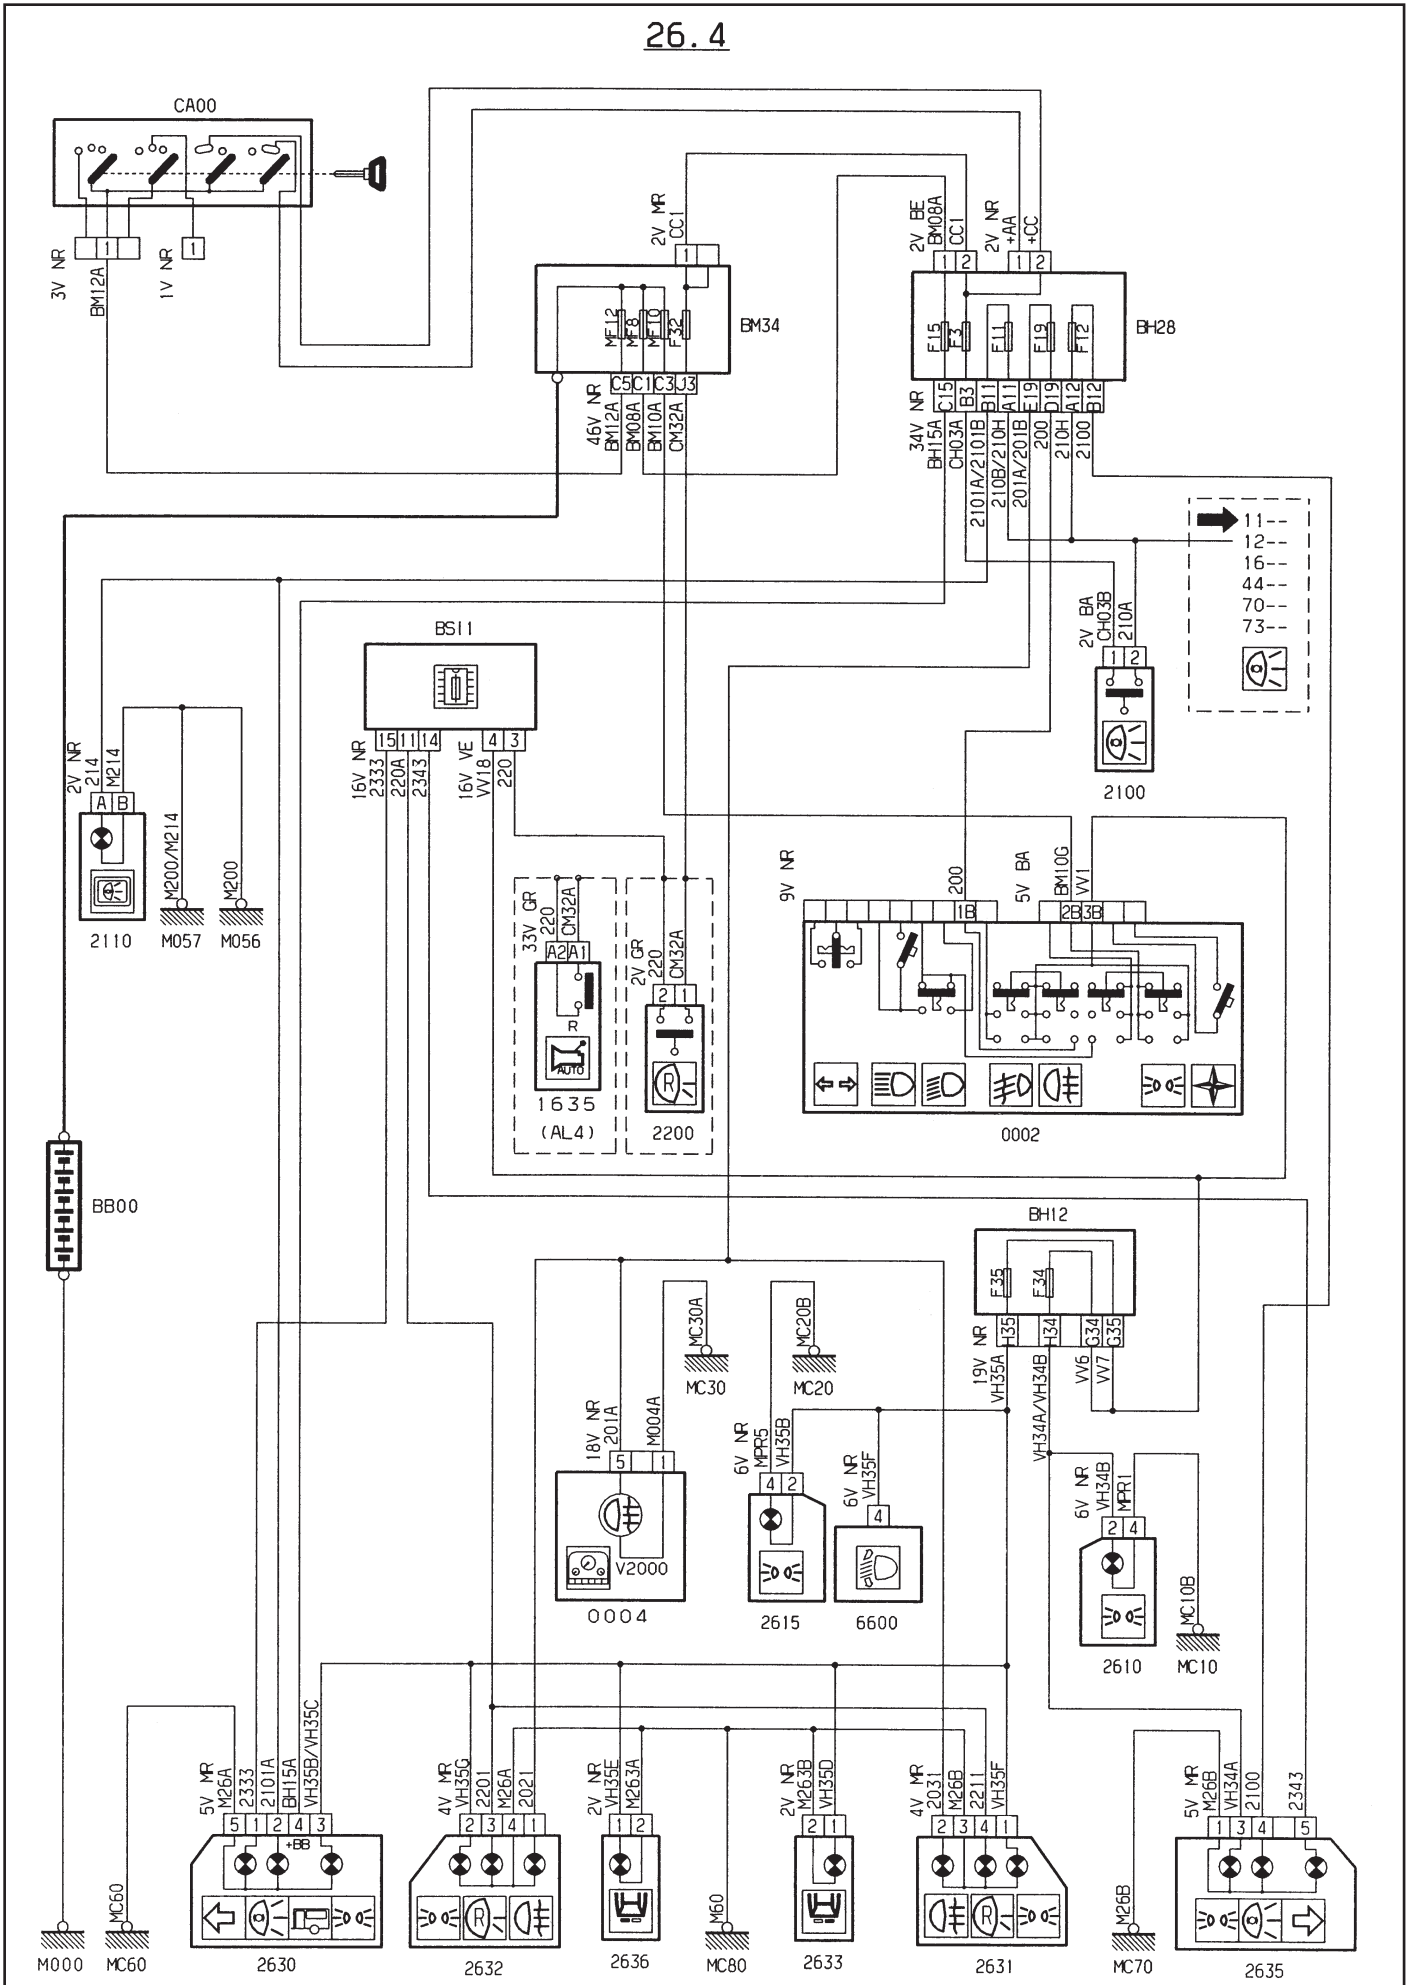 26.4
CA00
3V NR
1
BM12A
1V NR
1
2V MR
CC1
1
BM34
MF12
MF8
MF10
F32
C5
C1
C3
J3
46V NR
BM12A
BM08A
BM10A
CM32A
2V BE
BM08A
CC1
2V NR
+AA
+CC
1
2
1
2
BH28
F15
F3
F11
F19
F12
C15
B3
B11
A11
E19
D19
A12
B12
34V NR
BH15A
CH03A
2101A/2101B
210B/210H
201A/201B
200
210H
2100
11--
12--
16--
44--
70--
73--
2V BA
CH03B
210A
1
2
2100
BSI1
15
11
14
4
3
16V NR
2333
220A
2343
16V VE
VV18
220
2V NR
214
M214
A
B
2110
M200/M214
M057
M200
M056
33V GR
220
CM32A
A2
A1
R
AUTO
1635
(AL4)
2V GR
220
CM32A
2
1
R
2200
9V NR
200
1B
5V BA
BM10G
VV1
2B
3B
0002
BB00
BH12
F35
F34
H35
H34
G34
G35
19V NR
VH35A
VH34A/VH34B
VV6
VV7
MC30A
MC30
MC20B
MC20
18V NR
201A
M004A
5
1
V2000
0004
6V NR
MPR5
VH35B
4
2
2615
6V NR
VH35F
4
6600
6V NR
VH34B
MPR1
2
4
2610
MC10B
MC10
M000
MC60
MC60
5V MR
M26A
2333
2101A
BH15A
VH35B/VH35C
5
1
2
4
3
+BB
2630
4V MR
VH35G
2201
M26A
2021
2
3
4
1
R
2632
2V NR
VH35E
M263A
1
2
2636
M60
MC80
2V NR
M263B
VH35D
2
1
2633
4V MR
2031
M26B
2211
VH35F
2
3
4
1
R
2631
M26B
MC70
5V MR
M26B
VH34A
2100
2343
1
3
4
5
2635